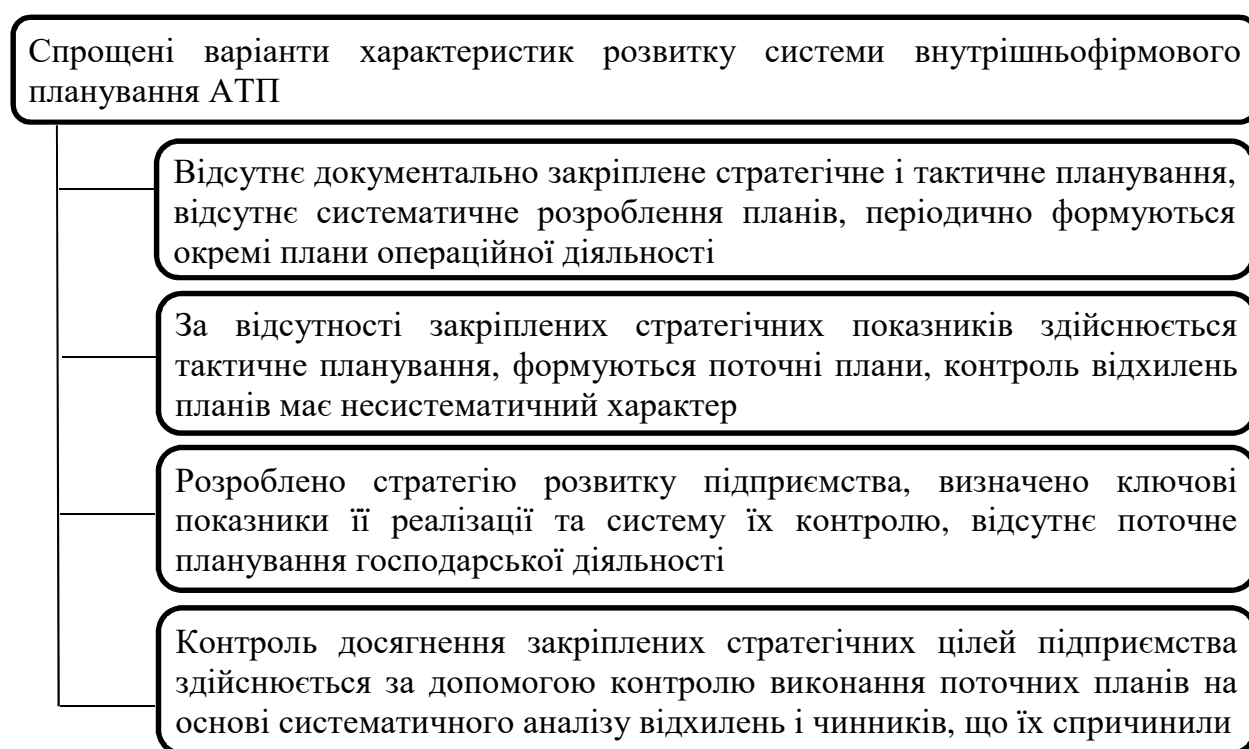 Спрощені варіанти характеристик розвитку системи внутрішньофірмового
планування АТП
Відсутнє документально закріплене стратегічне і тактичне планування,
відсутнє систематичне розроблення планів, періодично формуються
окремі плани операційної діяльності
За відсутності закріплених стратегічних показників здійснюється
тактичне планування, формуються поточні плани, контроль відхилень
планів має несистематичний характер
Розроблено стратегію розвитку підприємства, визначено ключові
показники її реалізації та систему їх контролю, відсутнє поточне
планування господарської діяльності
Контроль досягнення закріплених стратегічних цілей підприємства
здійснюється за допомогою контролю виконання поточних планів на
основі систематичного аналізу відхилень і чинників, що їх спричинили